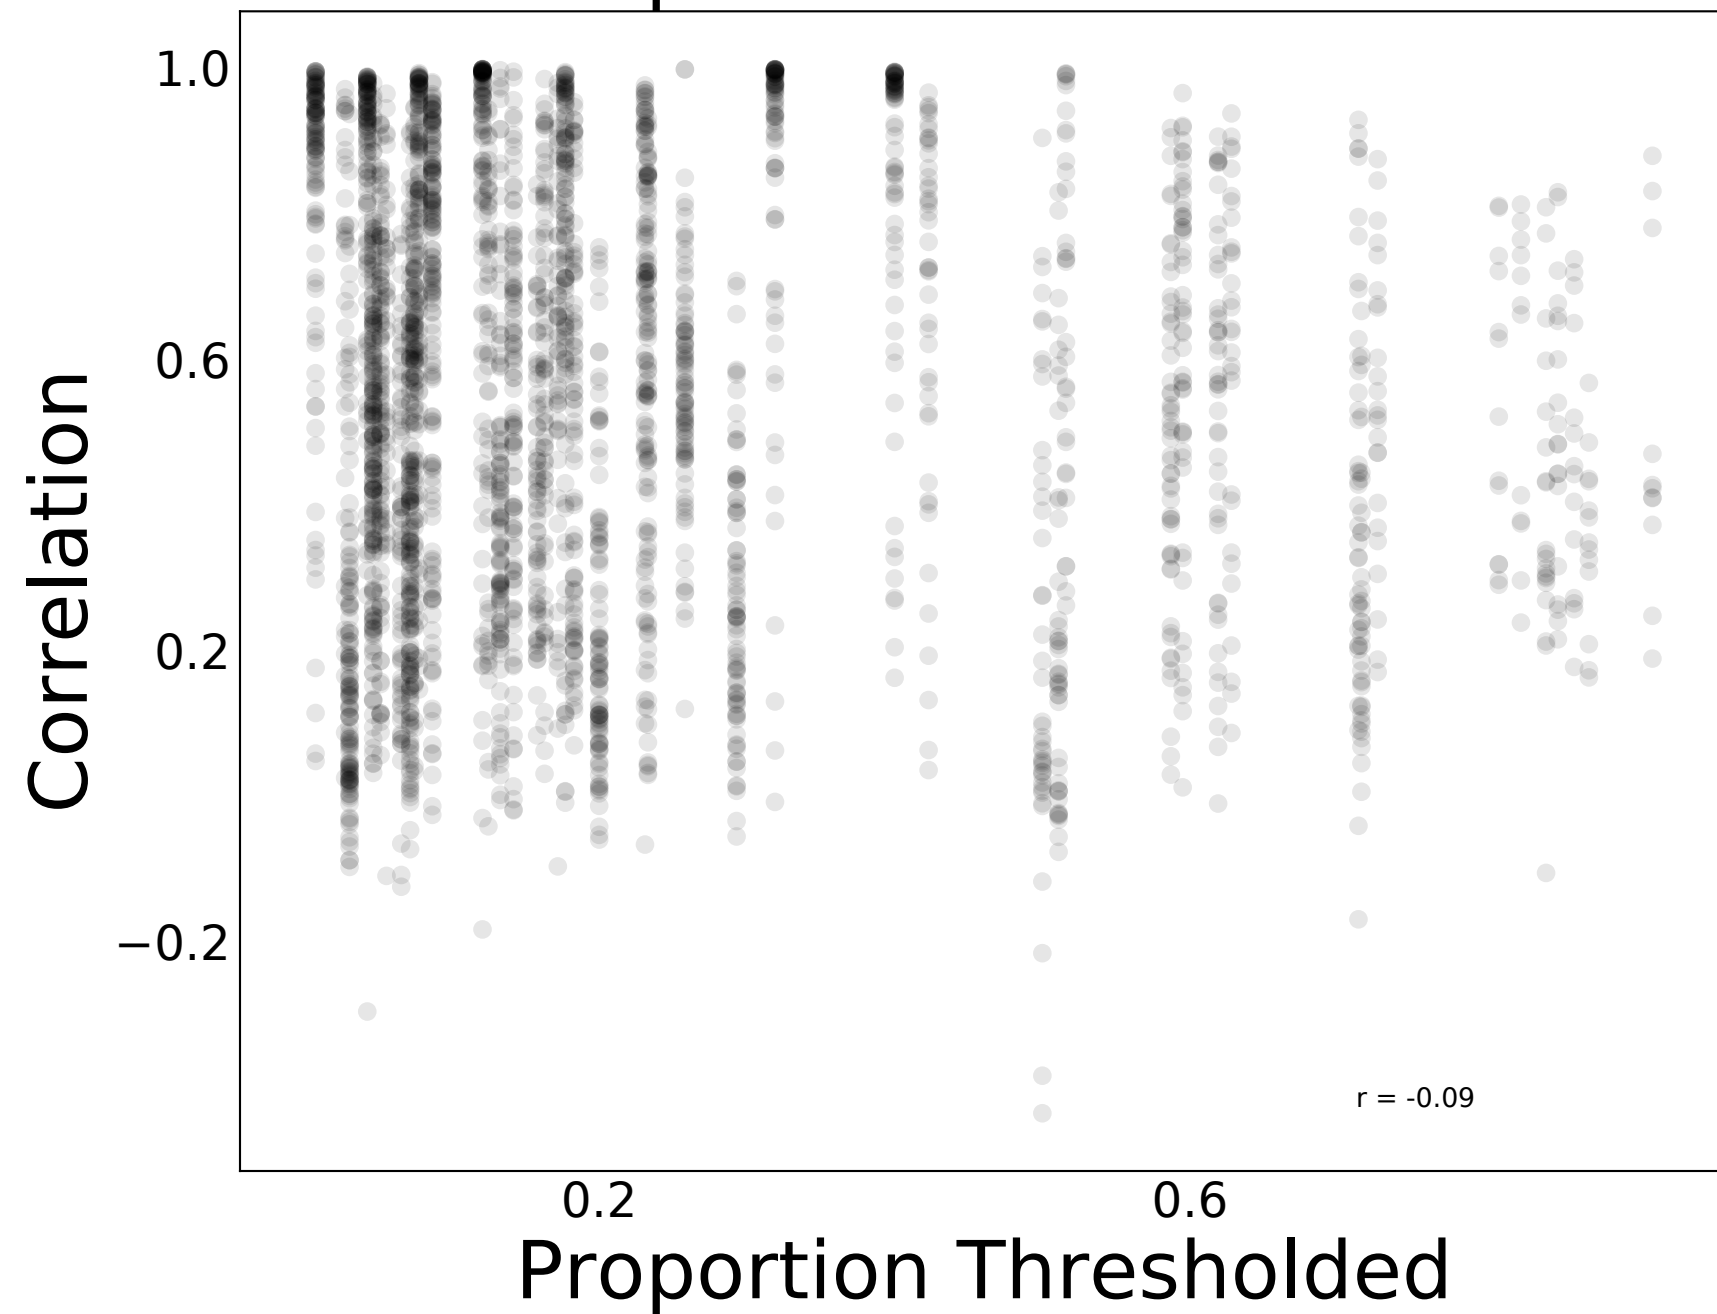 1.0
0.6
0.2
−0.2
Correlation
r = -0.09
0.2 0.6
Proportion Thresholded